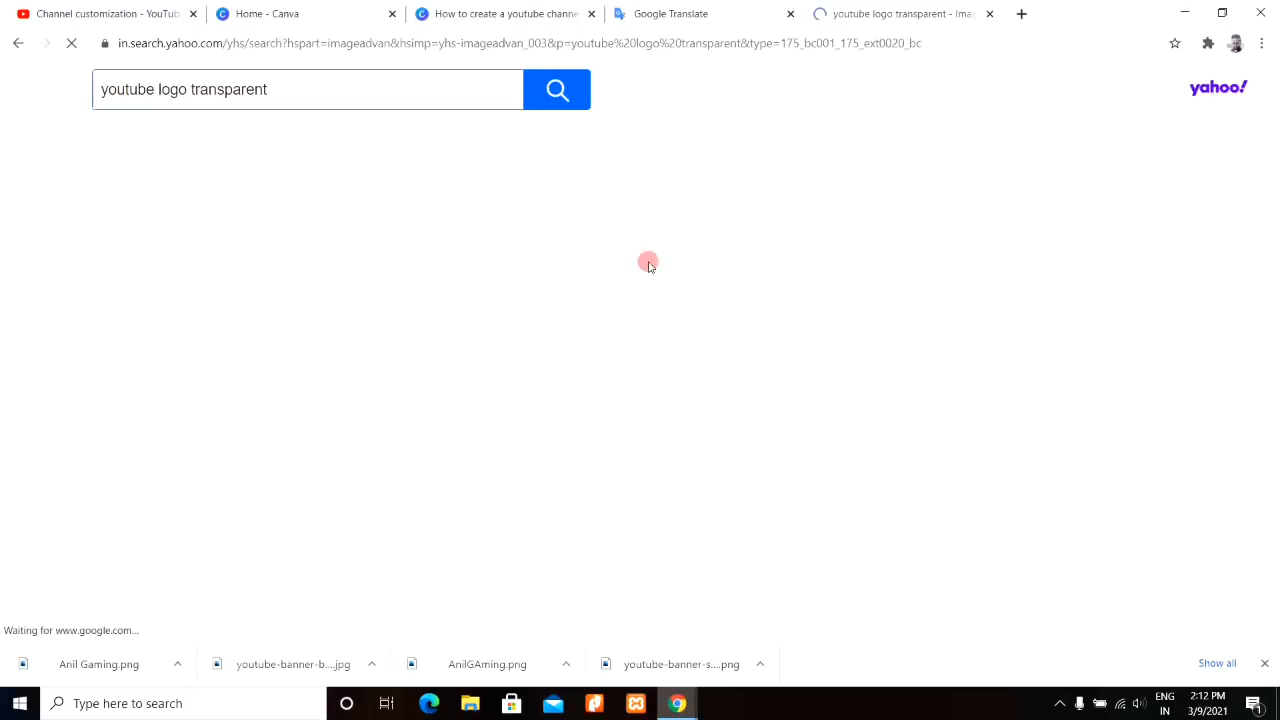 Channel customization - YouTub
Home - Canva
How to create a youtube channe
Google Translate
youtube logo transparent - Imag
in.search.yahoo.com/yhs/search?hspart=imageadvan&hsimp=yhs-imageadvan_003&p=youtube%20logo%20transparent&type=175_bc001_175_ext0020_bc
youtube logo transparent
yahoo!
Waiting for www.google.com...
Anil Gaming.png
youtube-banner-b....jpg
AnilGAming.png
youtube-banner-s....png
Show all
Type here to search
ENG
IN
2:12 PM
3/9/2021
1